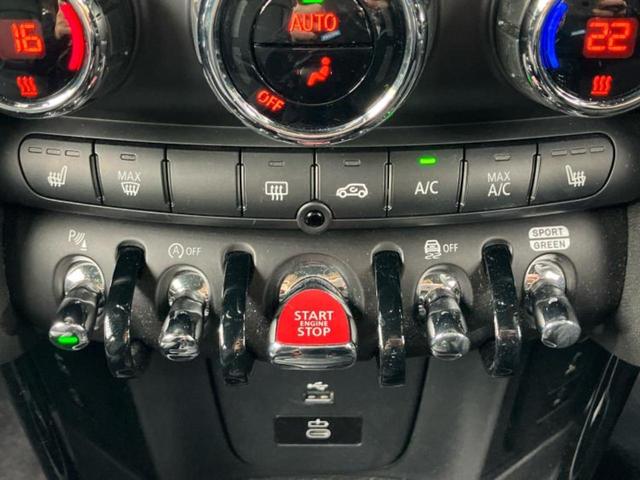 16
AUTO
22
OFF
MAX
A/C
MAX
A/C
P
OFF
OFF
SPORT
GREEN
START
ENGINE
STOP